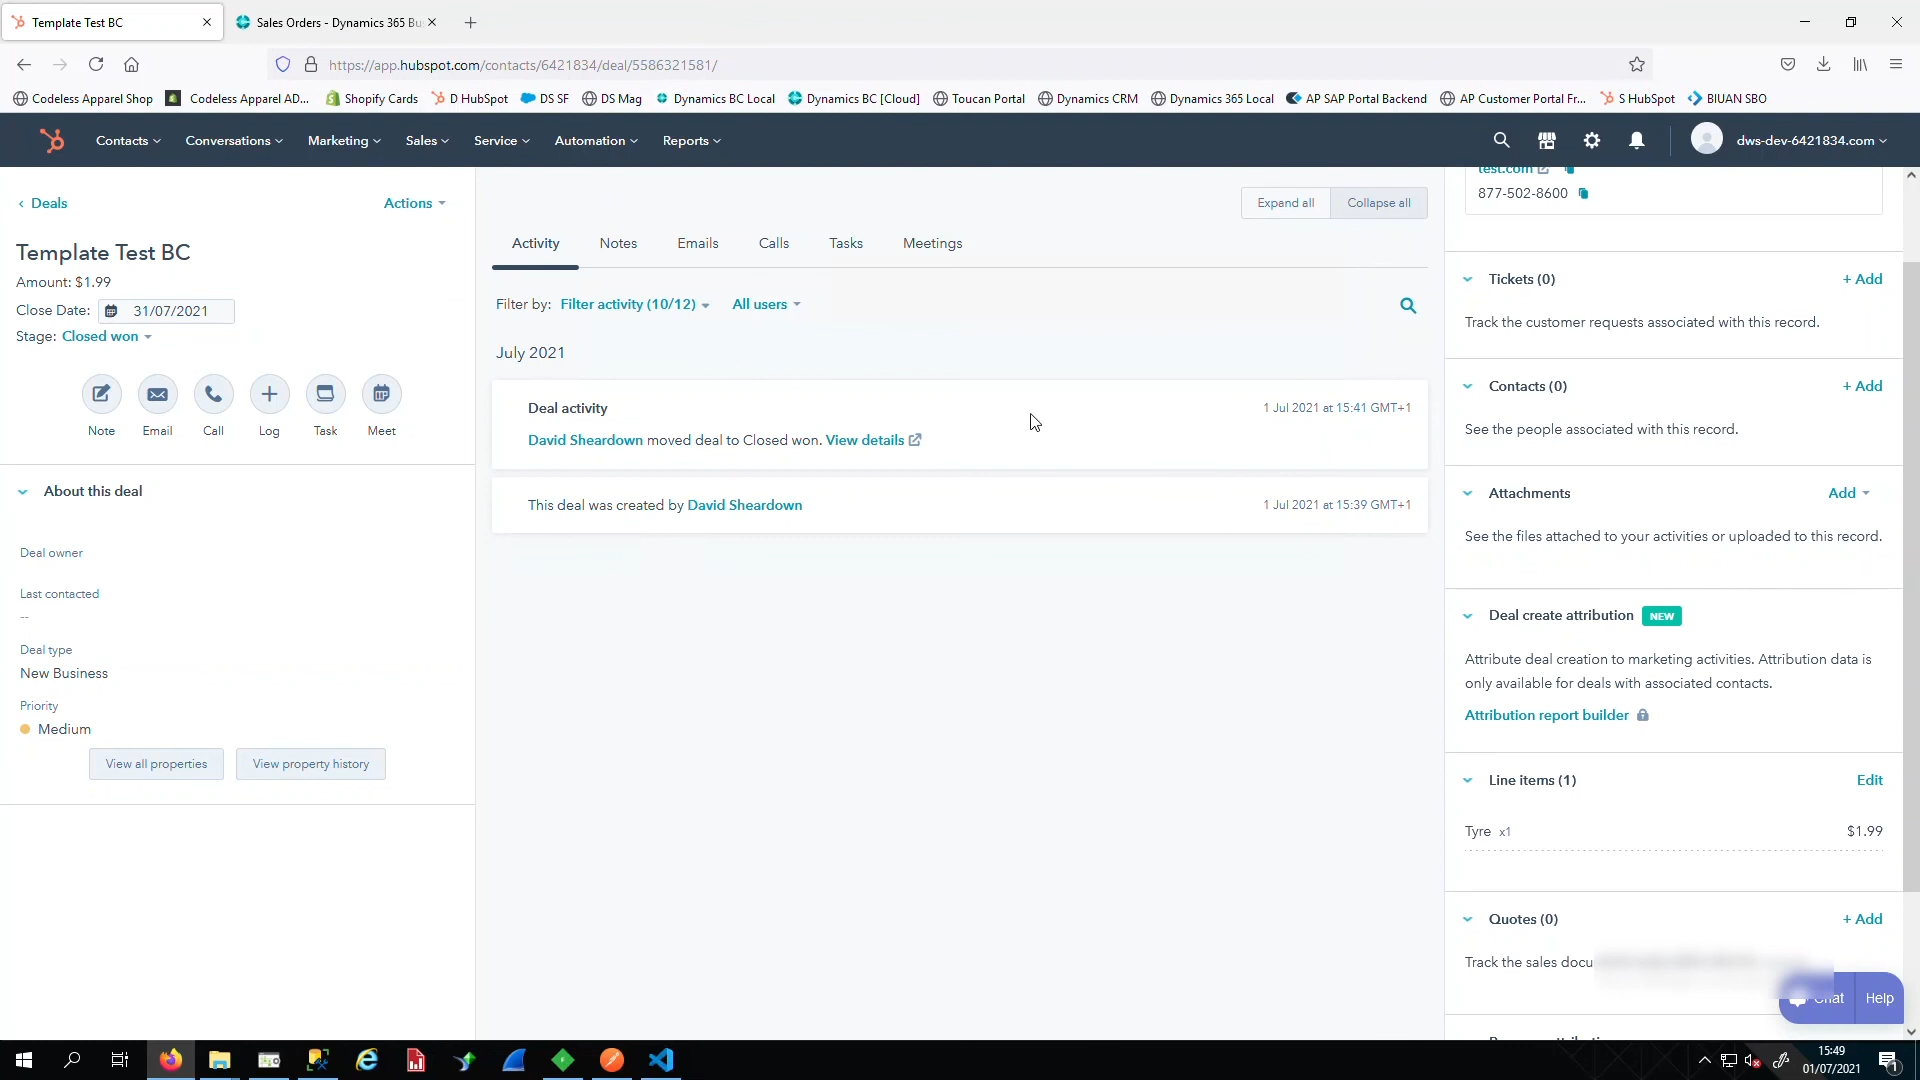 Template Test BC
Sales Orders - Dynamics 365 Bu
https://app.hubspot.com/contacts/6421834/deal/5586321581/
Codeless Apparel Shop
Codeless Apparel AD...
Shopify Cards
D HubSpot
DS SF
DS Mag
Dynamics BC Local
Dynamics BC [Cloud]
Toucan Portal
Dynamics CRM
Dynamics 365 Local
AP SAP Portal Backend
AP Customer Portal Fr...
S HubSpot
BIUAN SBO
Contacts
Conversations
Marketing
Sales
Service
Automation
Reports
dws-dev-6421834.com
Deals
Actions
Template Test BC
Amount: $1.99
Close Date: 31/07/2021
Stage: Closed won
Note
Email
Call
Log
Task
Meet
About this deal
Deal owner
Last contacted
--
Deal type
New Business
Priority
Medium
View all properties
View property history
Expand all
Collapse all
Activity
Notes
Emails
Calls
Tasks
Meetings
Filter by: Filter activity (10/12) All users
July 2021
Deal activity
1 Jul 2021 at 15:41 GMT+1
David Sheardown moved deal to Closed won. View details
This deal was created by David Sheardown
1 Jul 2021 at 15:39 GMT+1
test.com
877-502-8600
Tickets (0)
+ Add
Track the customer requests associated with this record.
Contacts (0)
+ Add
See the people associated with this record.
Attachments
Add
See the files attached to your activities or uploaded to this record.
Deal create attribution NEW
Attribute deal creation to marketing activities. Attribution data is
only available for deals with associated contacts.
Attribution report builder
Line items (1)
Edit
Tyre x1
$1.99
Quotes (0)
+ Add
Track the sales docu
Chat
Help
15:49
01/07/2021
1